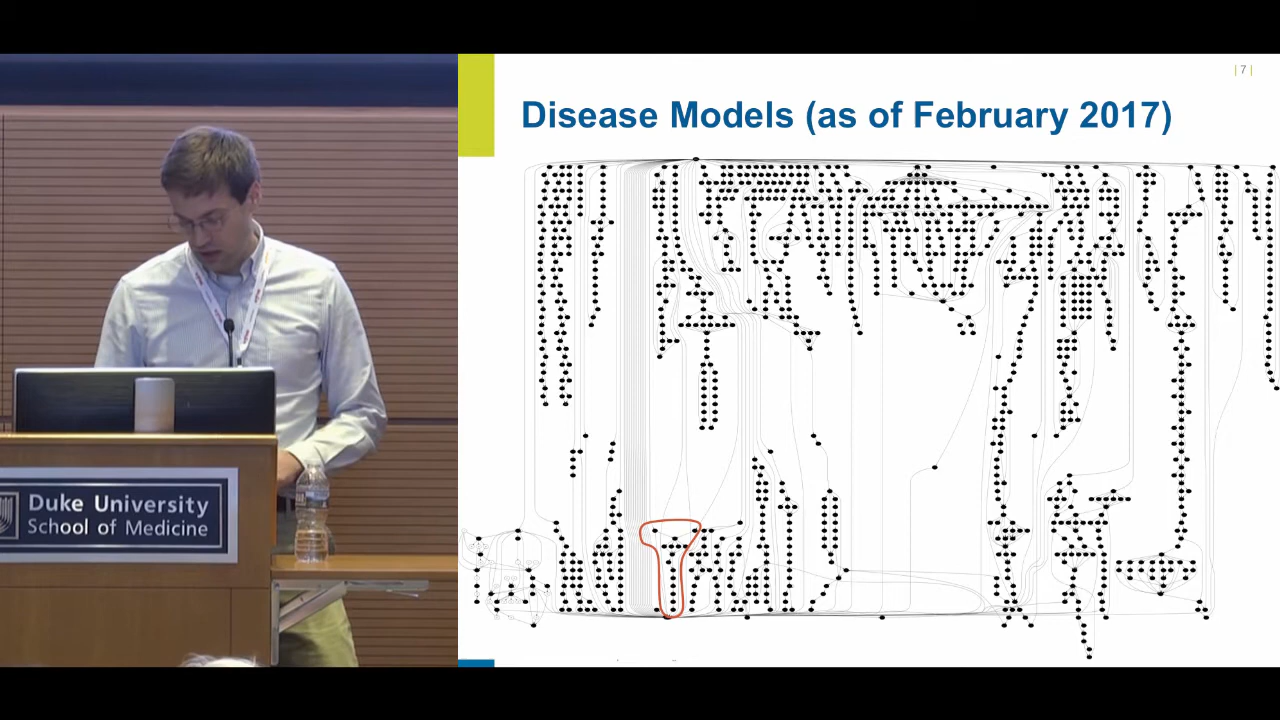 | 7 |
Disease Models (as of February 2017)
Duke University
School of Medicine